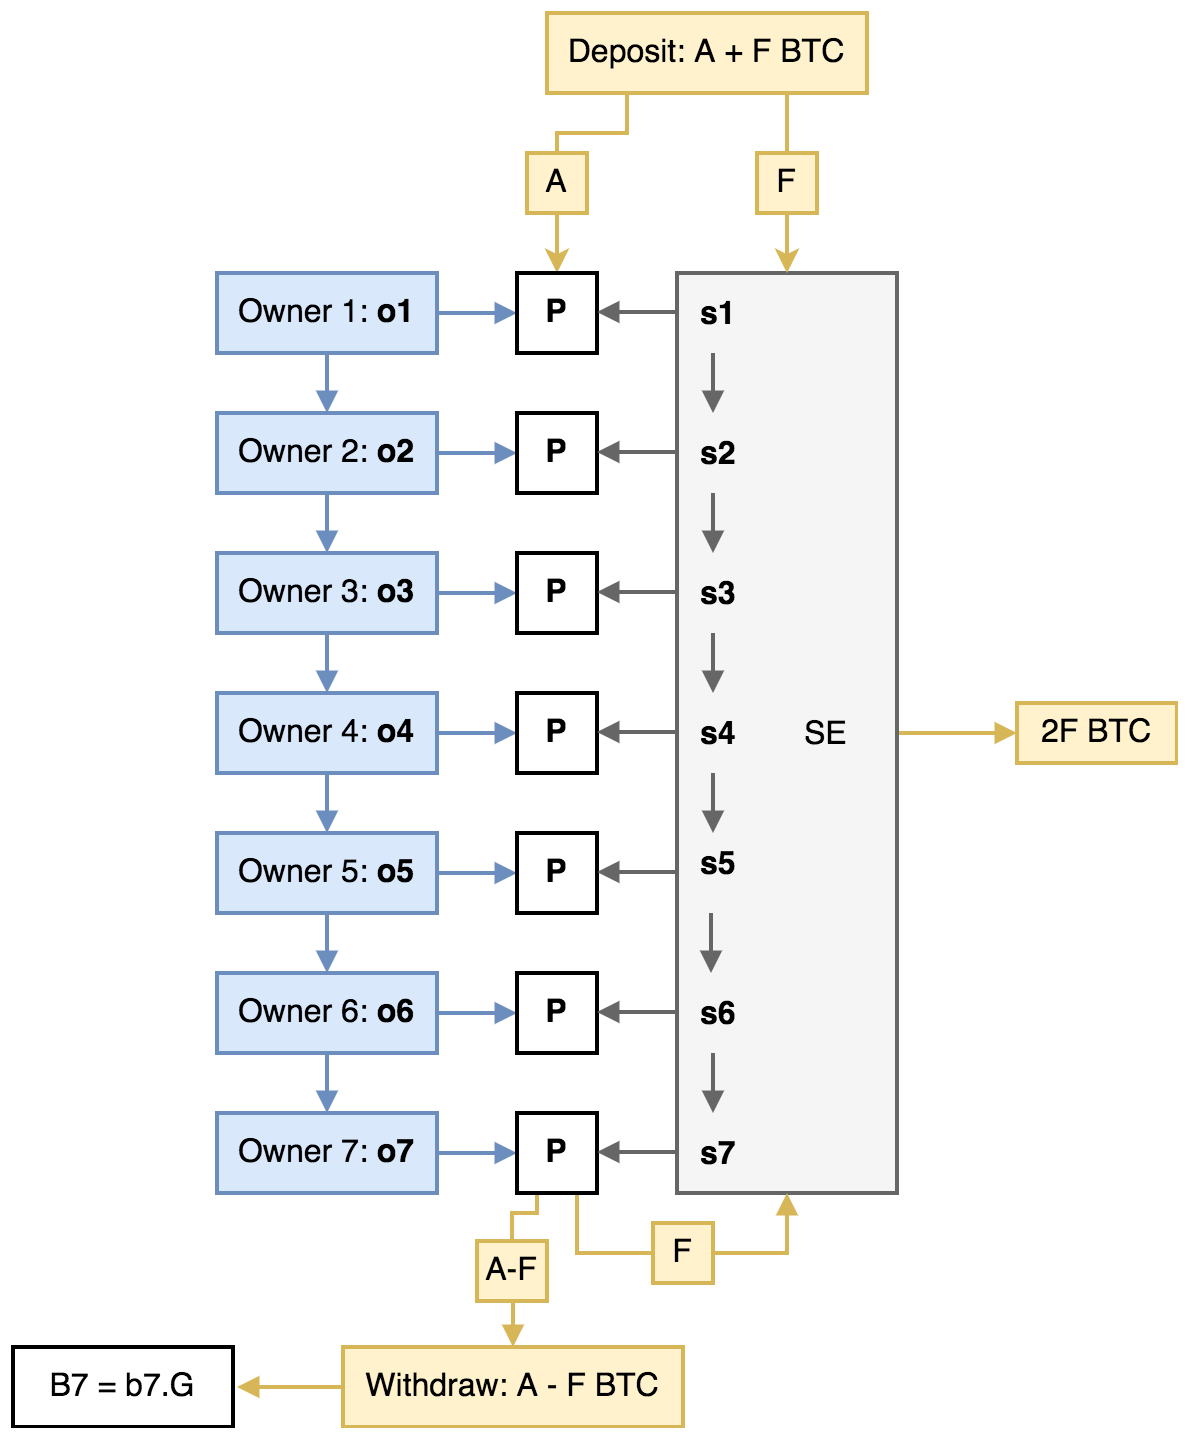 Deposit: A + F BTC
A
F
Owner 1: o1
P
s1
Owner 2: o2
P
s2
Owner 3: o3
P
s3
Owner 4: o4
P
s4
SE
2F BTC
Owner 5: o5
P
s5
Owner 6: o6
P
s6
Owner 7: o7
P
s7
F
A-F
B7 = b7.G
Withdraw: A - F BTC